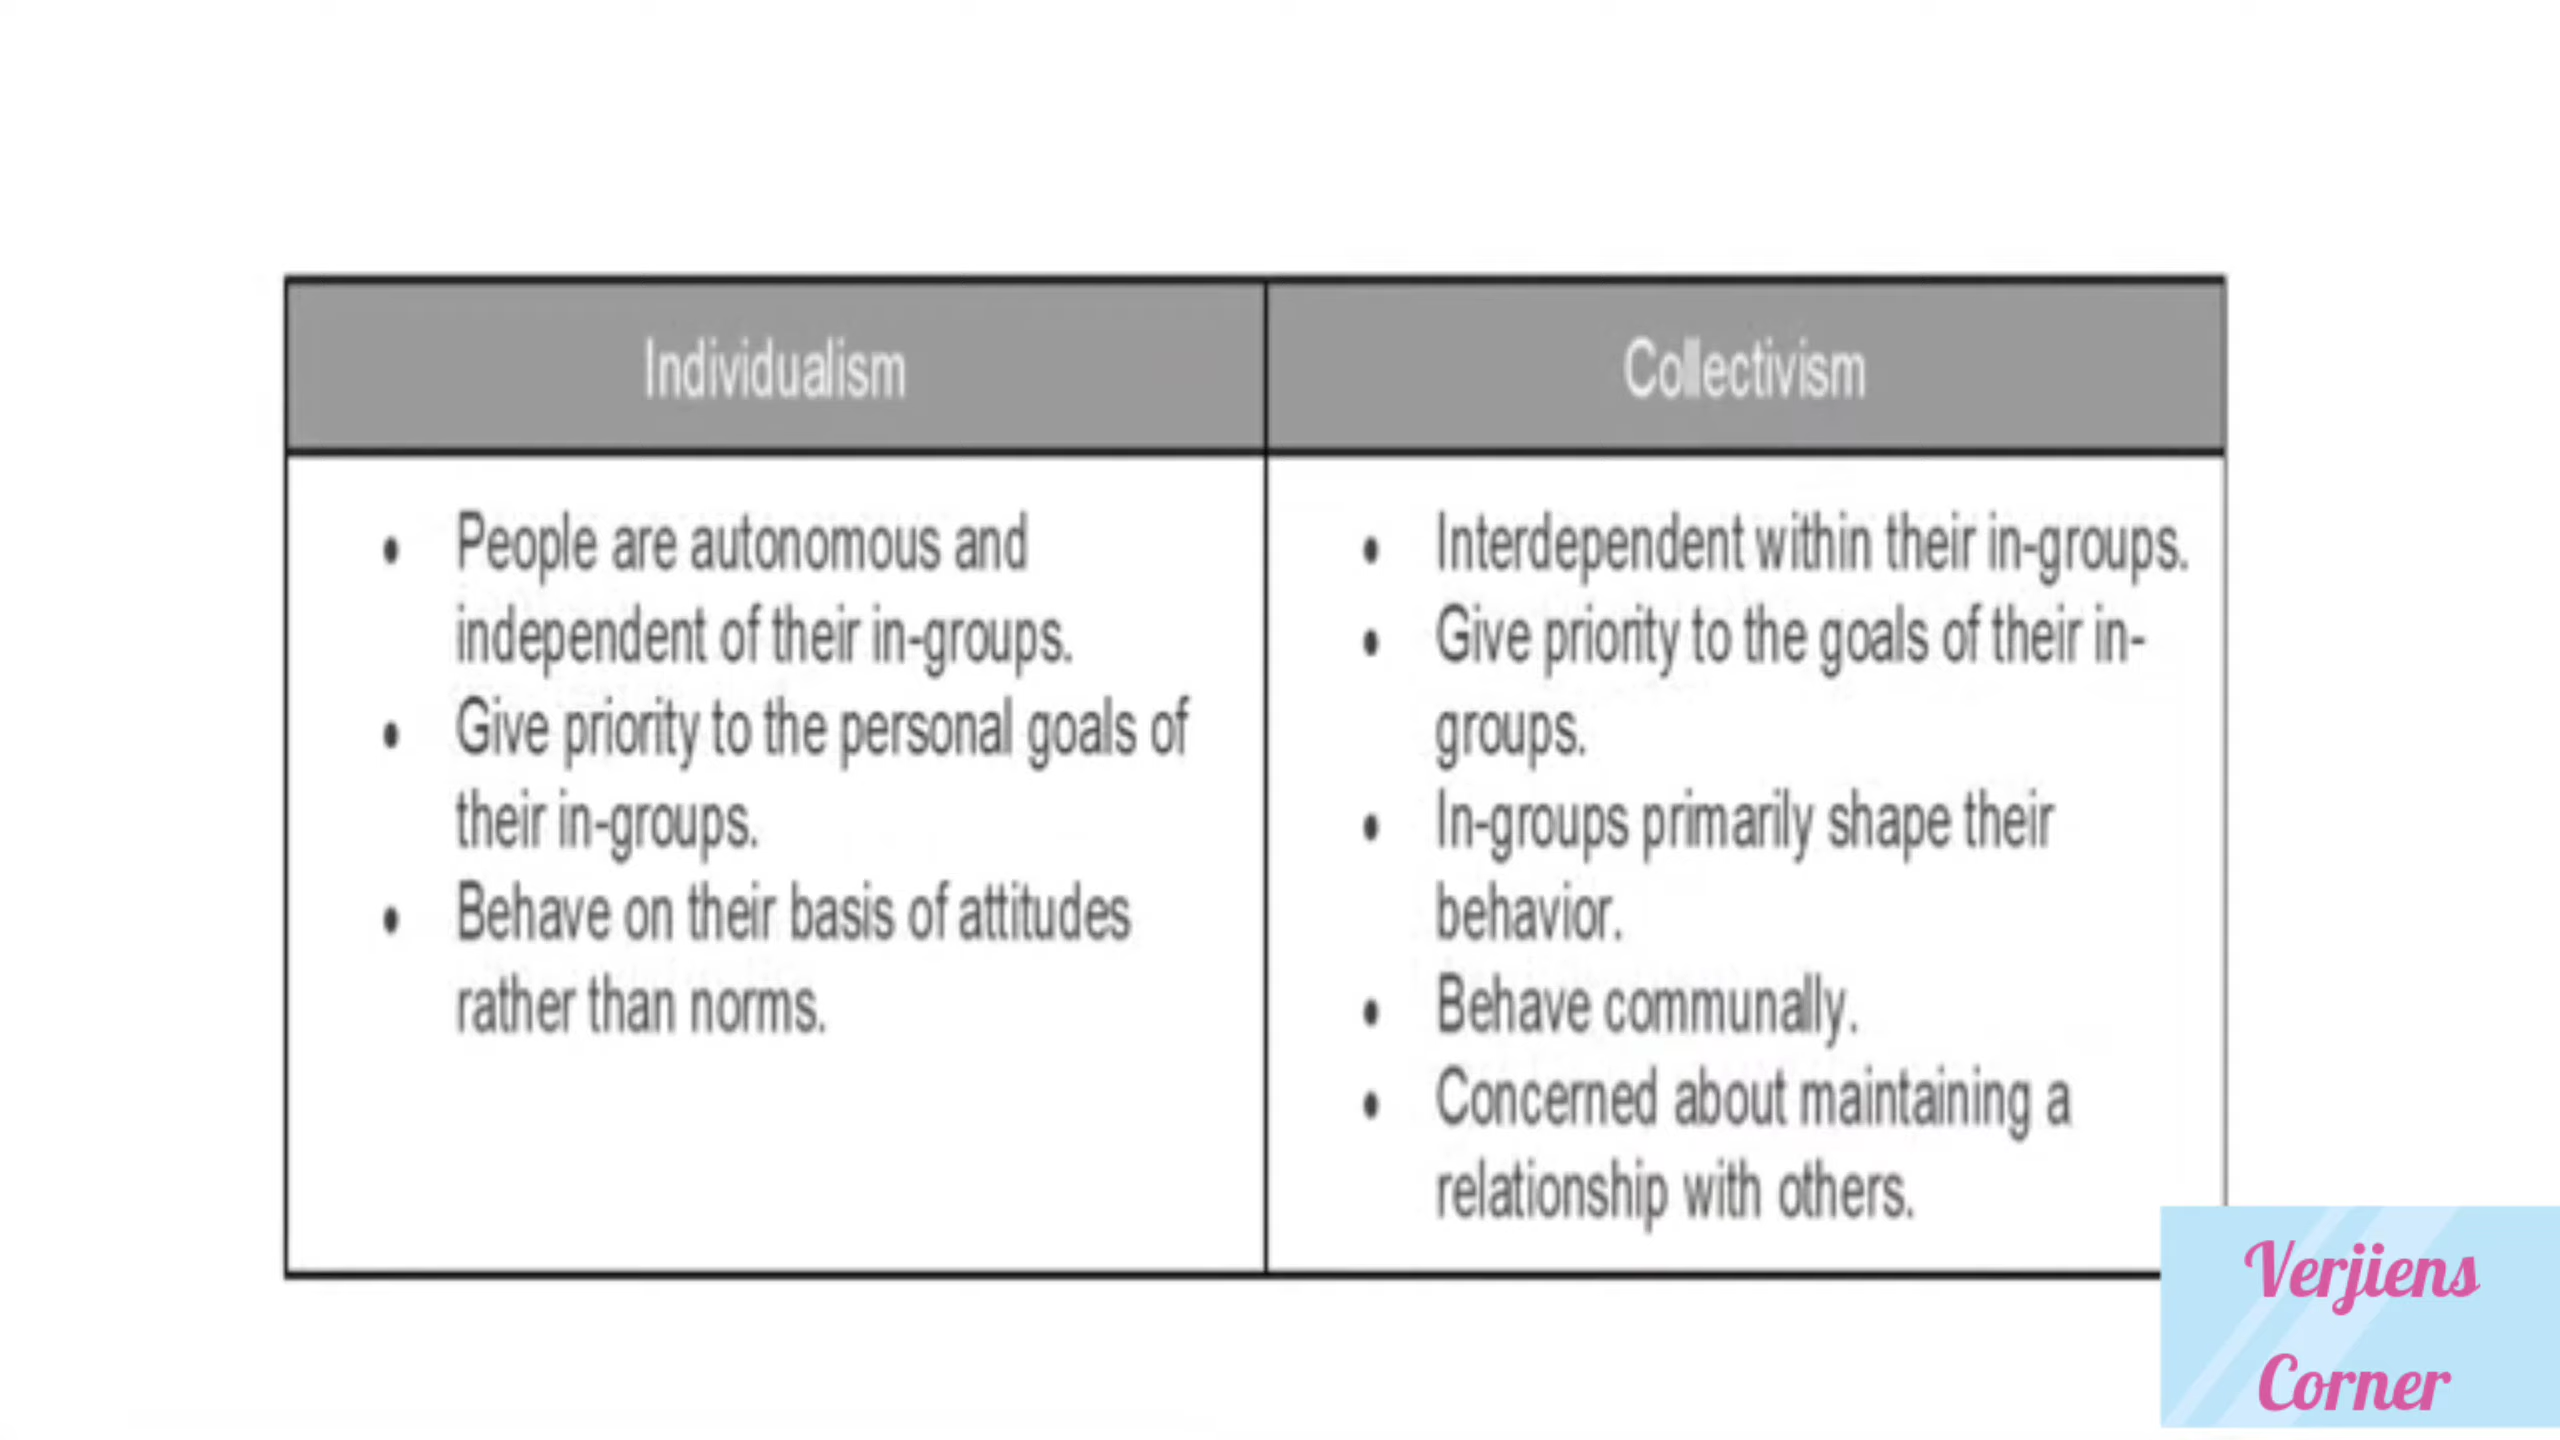 Individualism
Collectivism
• People are autonomous and
independent of their in-groups.
• Give priority to the personal goals of
their in-groups.
• Behave on their basis of attitudes
rather than norms.
• Interdependent within their in-groups.
• Give priority to the goals of their in-
groups.
• In-groups primarily shape their
behavior.
• Behave communally.
• Concerned about maintaining a
relationship with others.
Verjiens
Corner